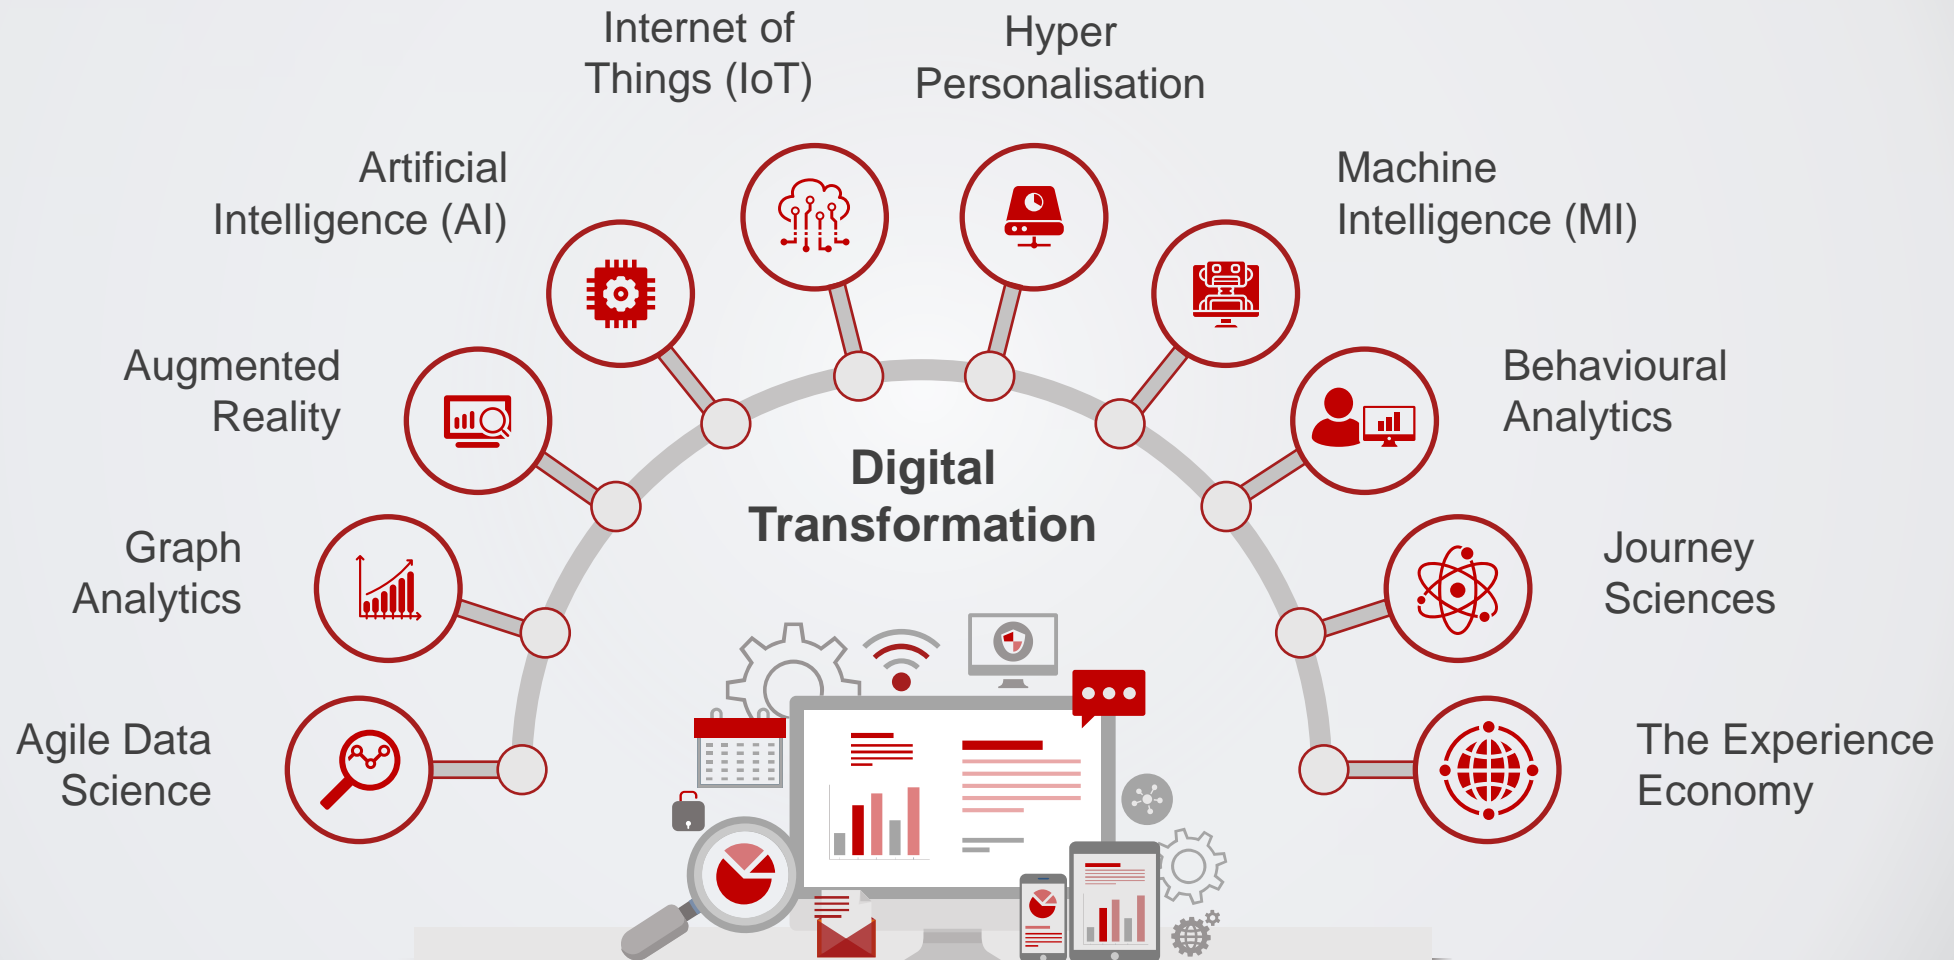 Internet of
Things (IoT)
Hyper
Personalisation
Artificial
Intelligence (AI)
Machine
Intelligence (MI)
Augmented
Reality
Behavioural
Analytics
Digital
Transformation
Graph
Analytics
Journey
Sciences
Agile Data
Science
The Experience
Economy